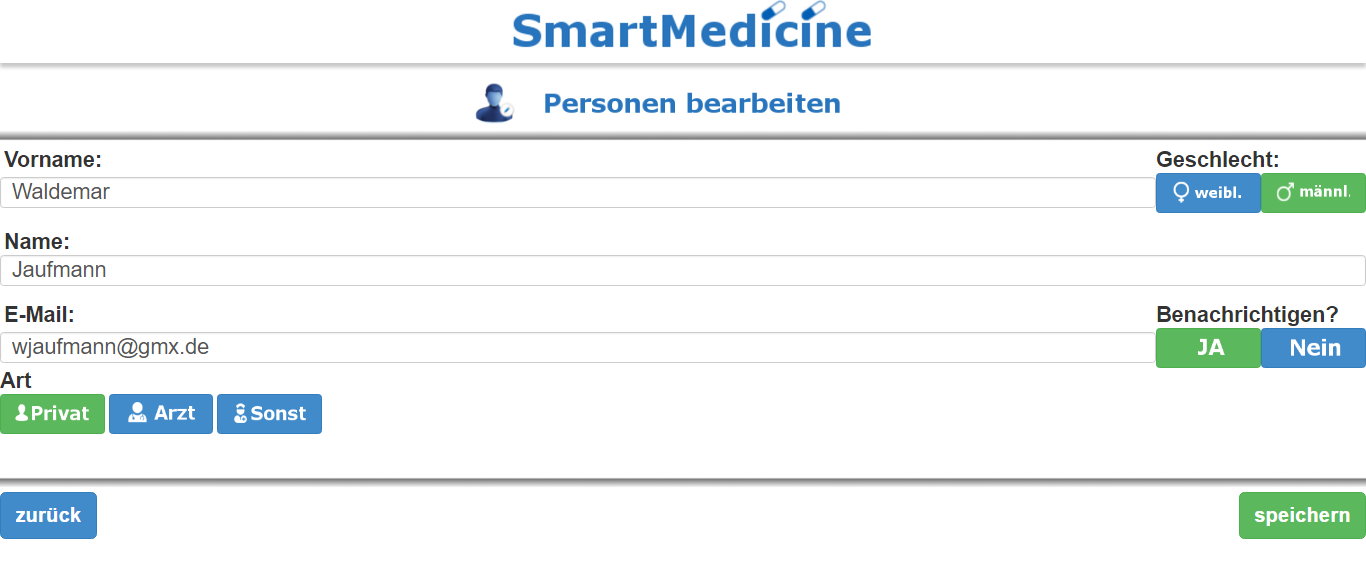 SmartMedicine
Personen bearbeiten
Vorname:
Geschlecht:
Waldemar
weibl.
männl.
Name:
Jaufmann
E-Mail:
Benachrichtigen?
wjaufmann@gmx.de
JA
Nein
Art
Privat
Arzt
Sonst
zurück
speichern